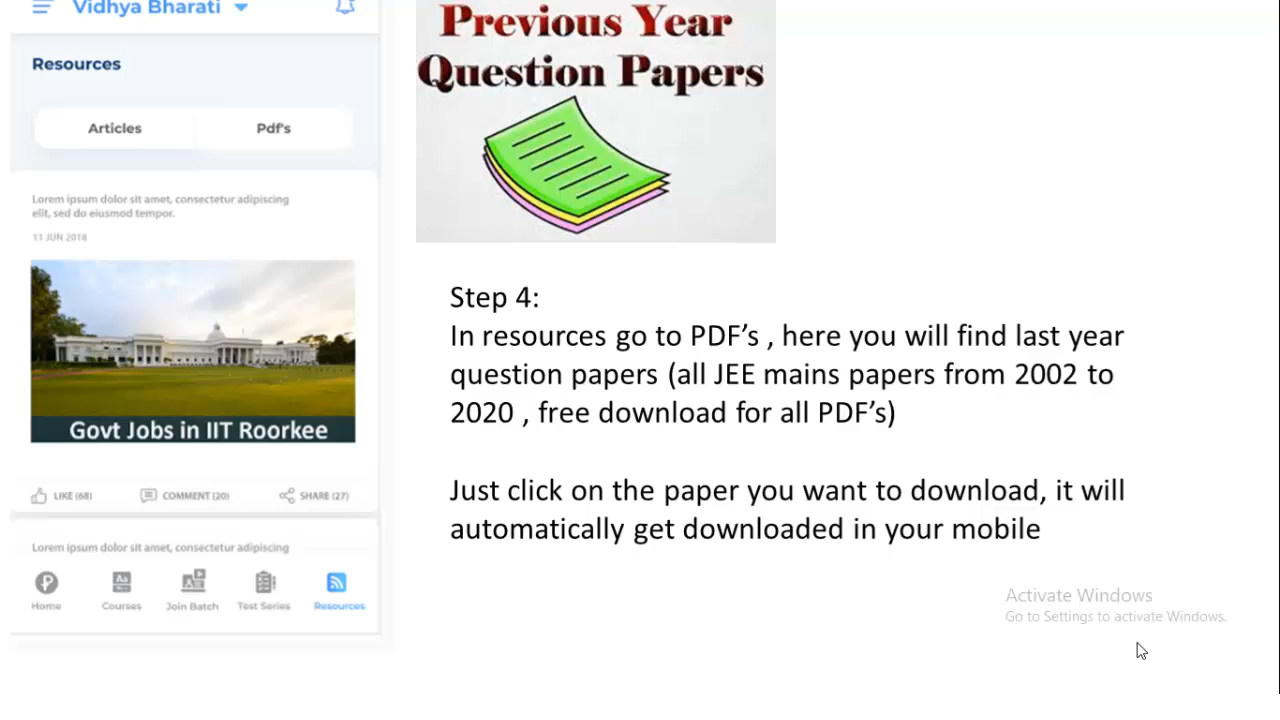 Vidhya Bharati
Resources
Articles
Pdf's
Lorem ipsum dolor sit amet, consectetur adipiscing
elit, sed do eiusmod tempor.
11 JUN 2018
Govt Jobs in IIT Roorkee
LIKE (68)
COMMENT (20)
SHARE (27)
Lorem ipsum dolor sit amet, consectetur adipiscing
Home
Courses
Join Batch
Test Series
Resources
Previous Year
Question Papers
Step 4:
In resources go to PDF’s , here you will find last year
question papers (all JEE mains papers from 2002 to
2020 , free download for all PDF’s)
Just click on the paper you want to download, it will
automatically get downloaded in your mobile
Activate Windows
Go to Settings to activate Windows.